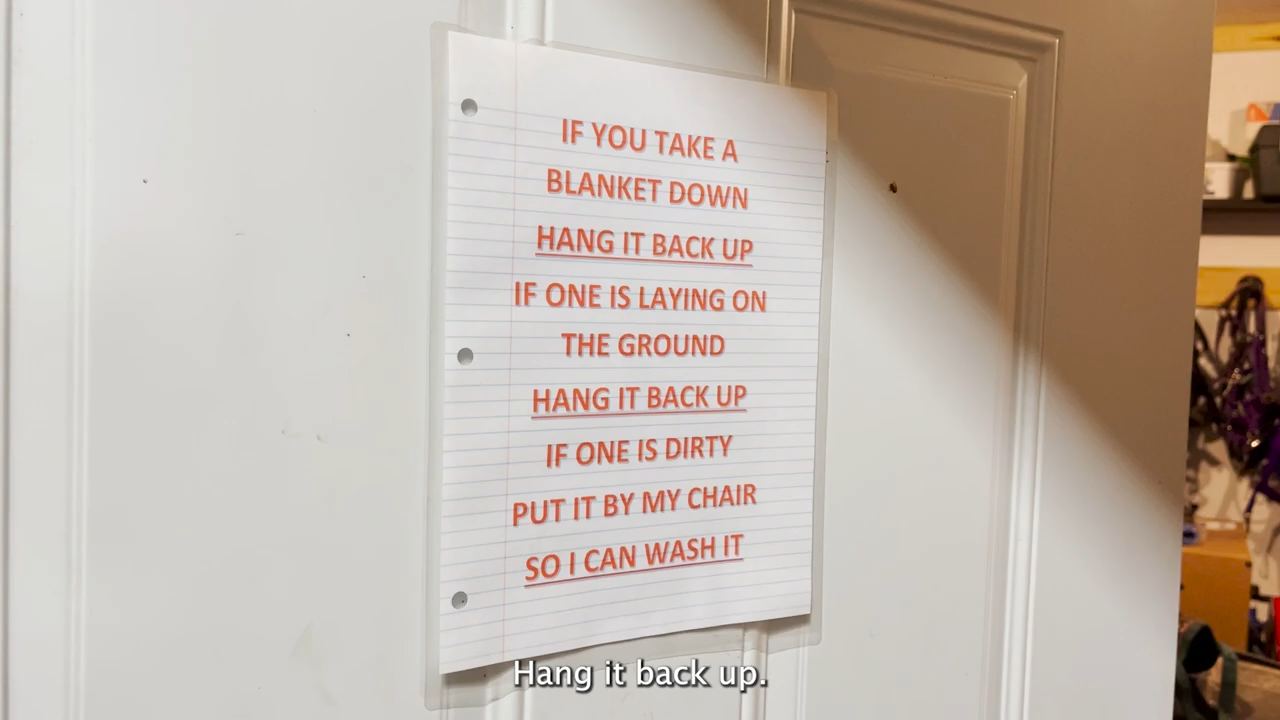 IF YOU TAKE A
BLANKET DOWN
HANG IT BACK UP
IF ONE IS LAYING ON
THE GROUND
HANG IT BACK UP
IF ONE IS DIRTY
PUT IT BY MY CHAIR
SO I CAN WASH IT
Hang it back up.